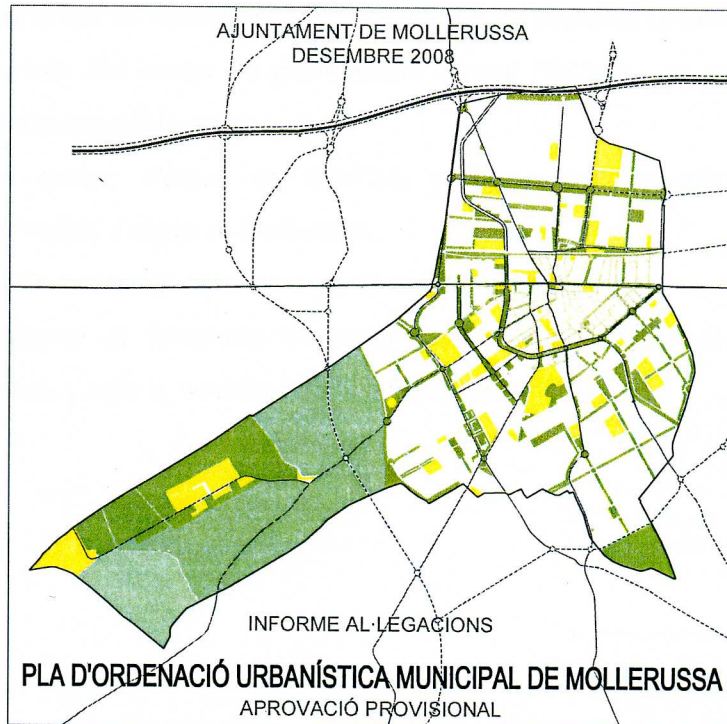 AJUNTAMENT DE MOLLERUSSA
DESEMBRE 2008
INFORME AL·LEGACIONS
PLA D'ORDENACIÓ URBANÍSTICA MUNICIPAL DE MOLLERUSSA
APROVACIÓ PROVISIONAL